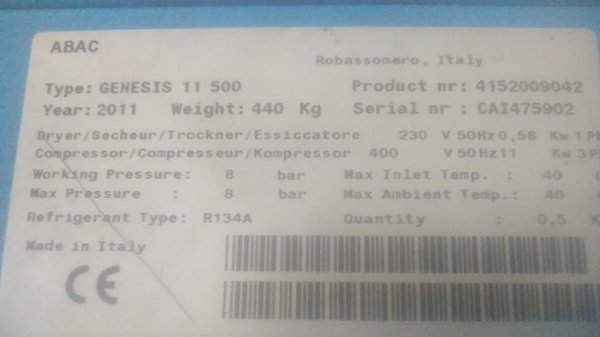 ABAC
Robassomero, Italy
Type: GENESIS 11 500 Product nr: 4152009042
Year: 2011 Weight: 440 Kg Serial nr : CAI475902
Dryer/Secheur/Trockner/Essiccatore 230 V 50Hz 0,58 Kw 1 P
Compressor/Compresseur/Kompressor 400 V 50Hz 11 Kw 3 P
Working Pressure: 8 bar Max Inlet Temp. : 40
Max Pressure : 8 bar Max Ambient Temp.: 40
Refrigerant Type: R134A Quantity : 0,5 K
Made in Italy
CE